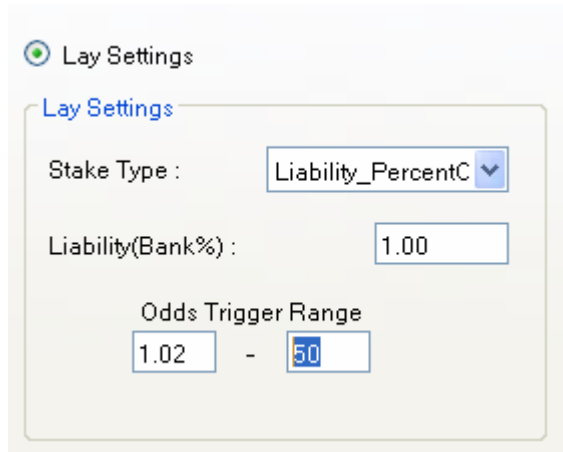 Lay Settings
Lay Settings
Stake Type :
Liability_PercentC
Liability(Bank%) :
1.00
Odds Trigger Range
1.02 - 50